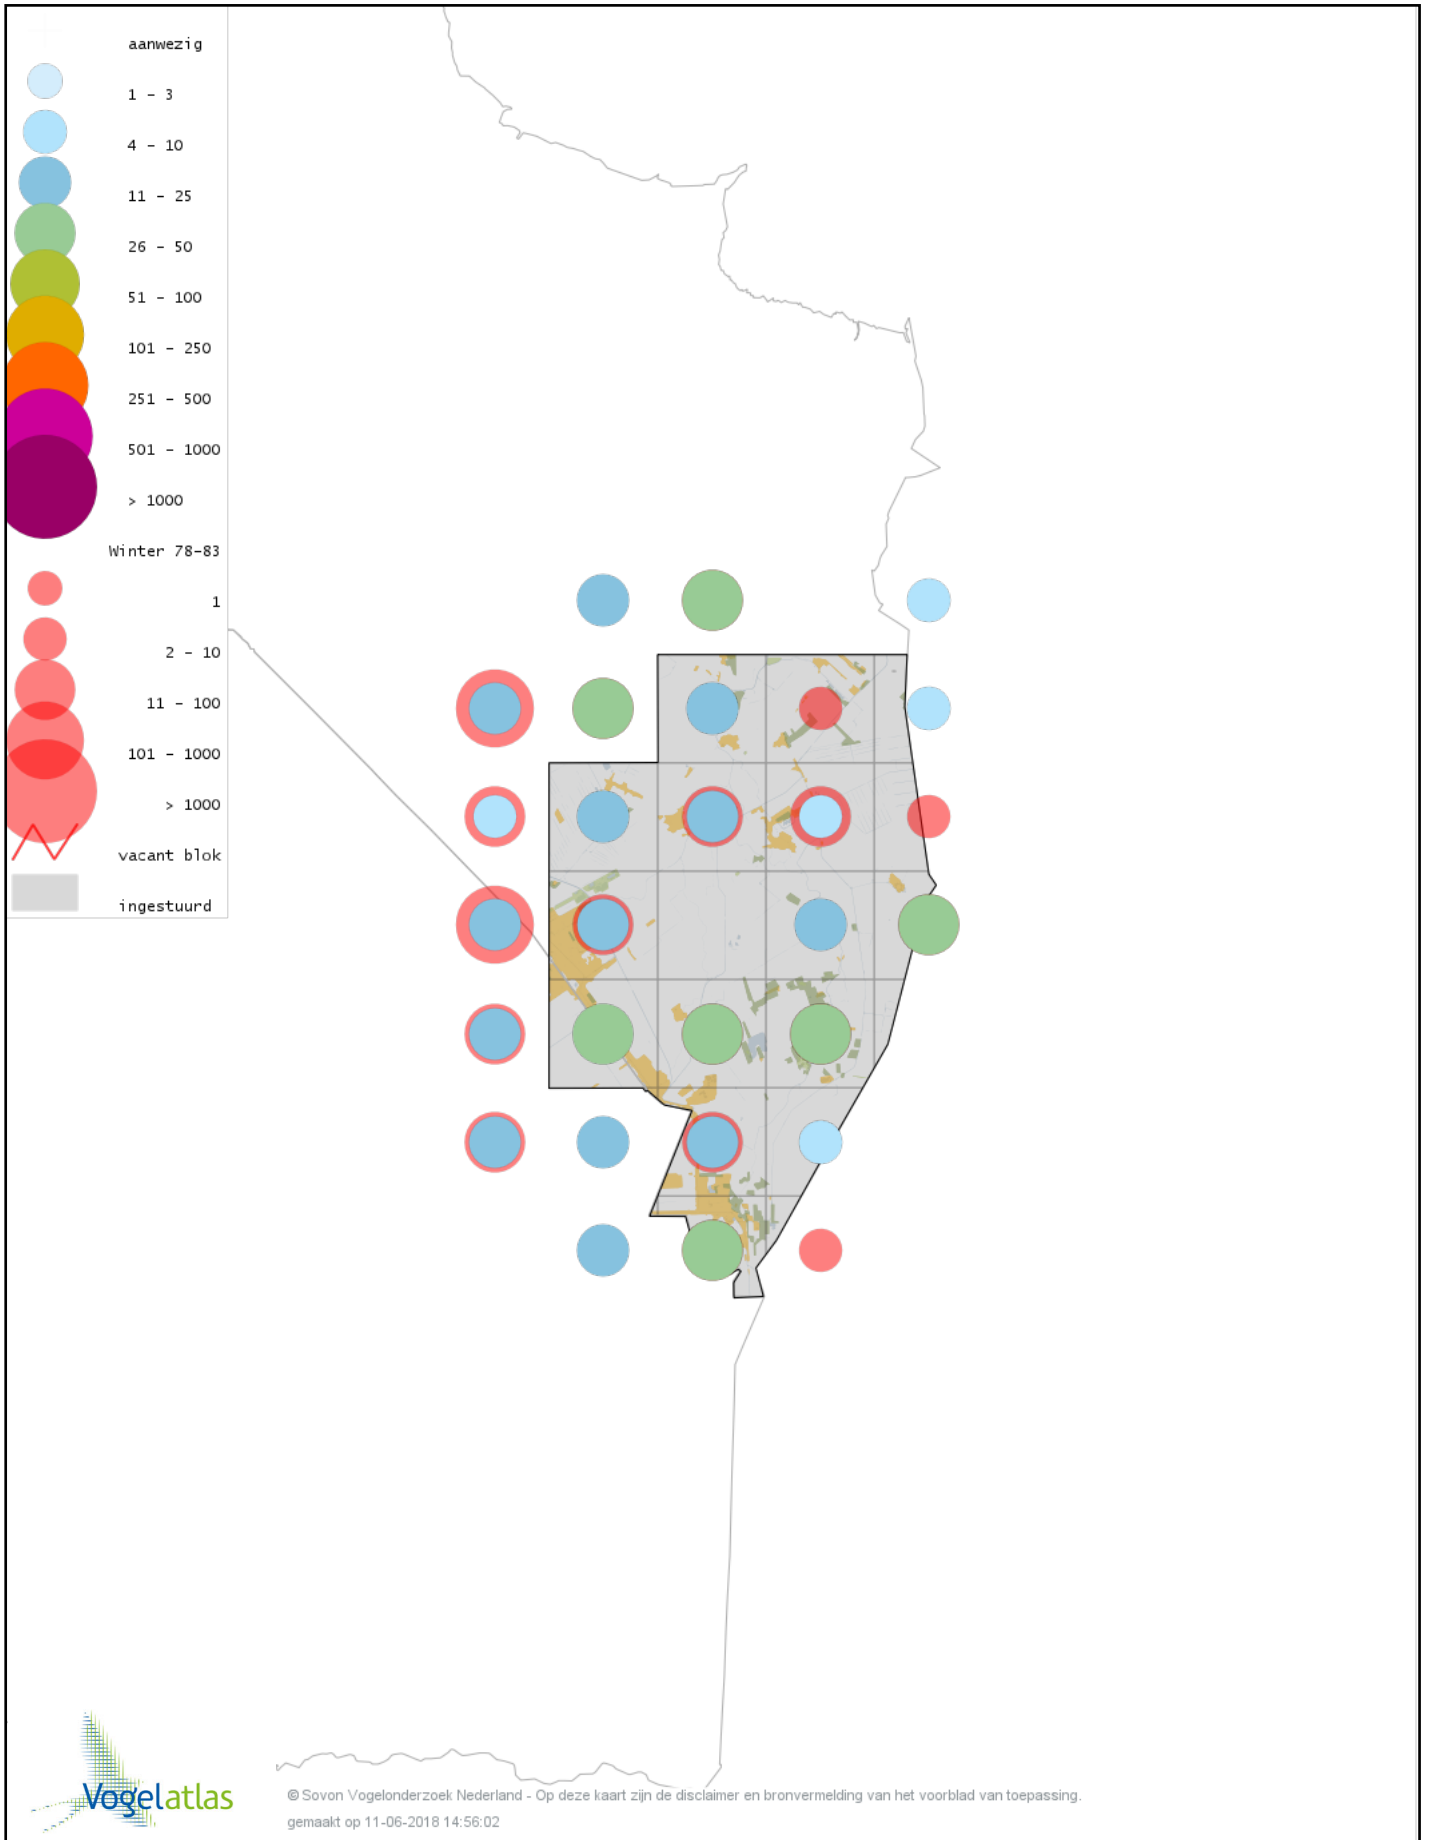 aanwezig
1 - 3
4 - 10
11 - 25
26 - 50
51 - 100
101 - 250
251 - 500
501 - 1000
> 1000
Winter 78-83
1
2 - 10
11 - 100
101 - 1000
> 1000
vacant blok
ingestuurd
Vogelatlas
© Sovon Vogelonderzoek Nederland - Op deze kaart zijn de disclaimer en bronvermelding van het voorblad van toepassing.
gemaakt op 11-06-2018 14:56:02